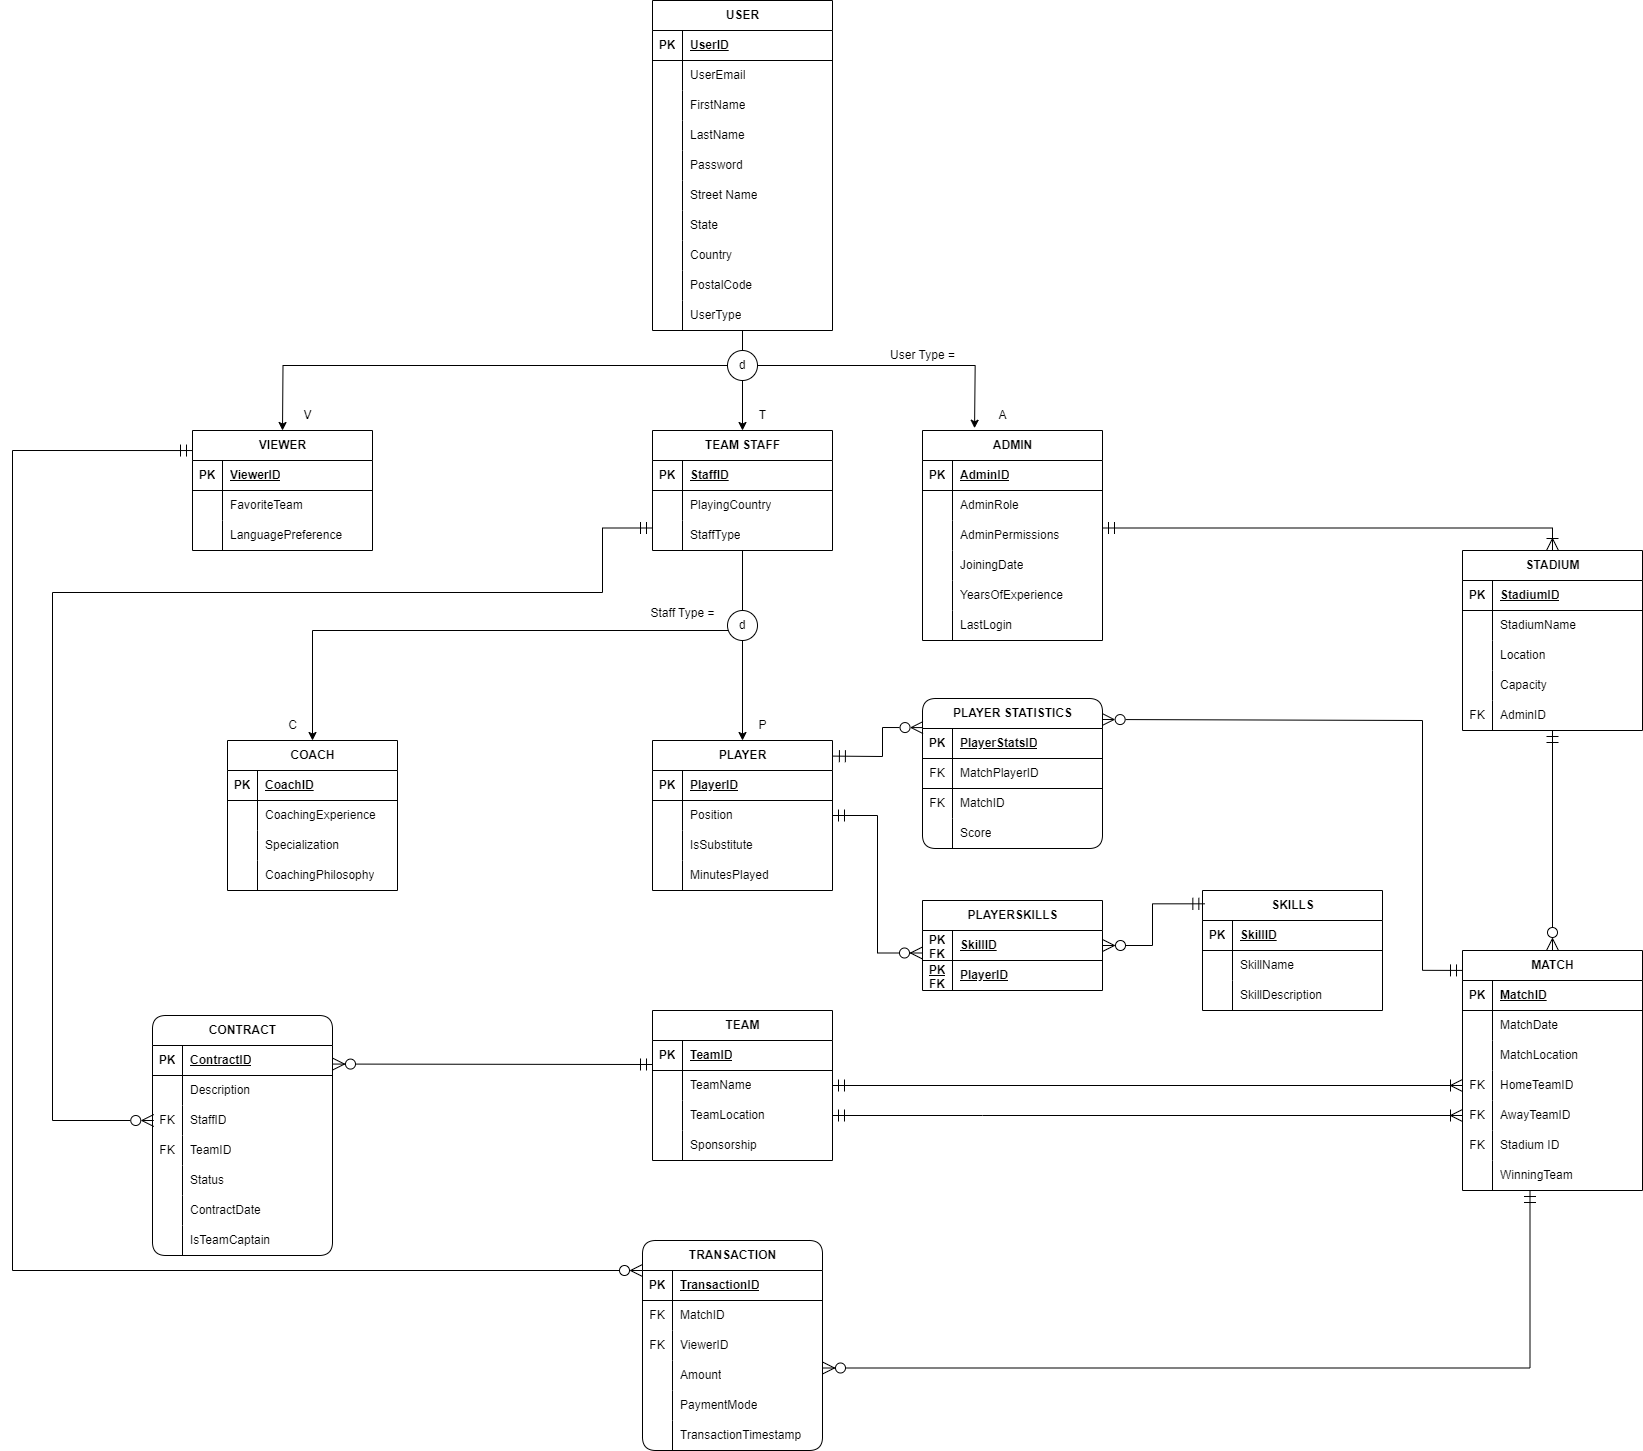 USER
PK UserID
UserEmail
FirstName
LastName
Password
Street Name
State
Country
PostalCode
UserType
d
User Type =
V
T
A
VIEWER
PK ViewerID
FavoriteTeam
LanguagePreference
TEAM STAFF
PK StaffID
PlayingCountry
StaffType
ADMIN
PK AdminID
AdminRole
AdminPermissions
JoiningDate
YearsOfExperience
LastLogin
STADIUM
PK StadiumID
StadiumName
Location
Capacity
FK AdminID
Staff Type =
d
C
P
COACH
PK CoachID
CoachingExperience
Specialization
CoachingPhilosophy
PLAYER
PK PlayerID
Position
IsSubstitute
MinutesPlayed
PLAYER STATISTICS
PK PlayerStatsID
FK MatchPlayerID
FK MatchID
Score
PLAYERSKILLS
PK
FK SkillID
PK
FK PlayerID
SKILLS
PK SkillID
SkillName
SkillDescription
MATCH
PK MatchID
MatchDate
MatchLocation
FK HomeTeamID
FK AwayTeamID
FK Stadium ID
WinningTeam
CONTRACT
PK ContractID
Description
FK StaffID
FK TeamID
Status
ContractDate
IsTeamCaptain
TEAM
PK TeamID
TeamName
TeamLocation
Sponsorship
TRANSACTION
PK TransactionID
FK MatchID
FK ViewerID
Amount
PaymentMode
TransactionTimestamp